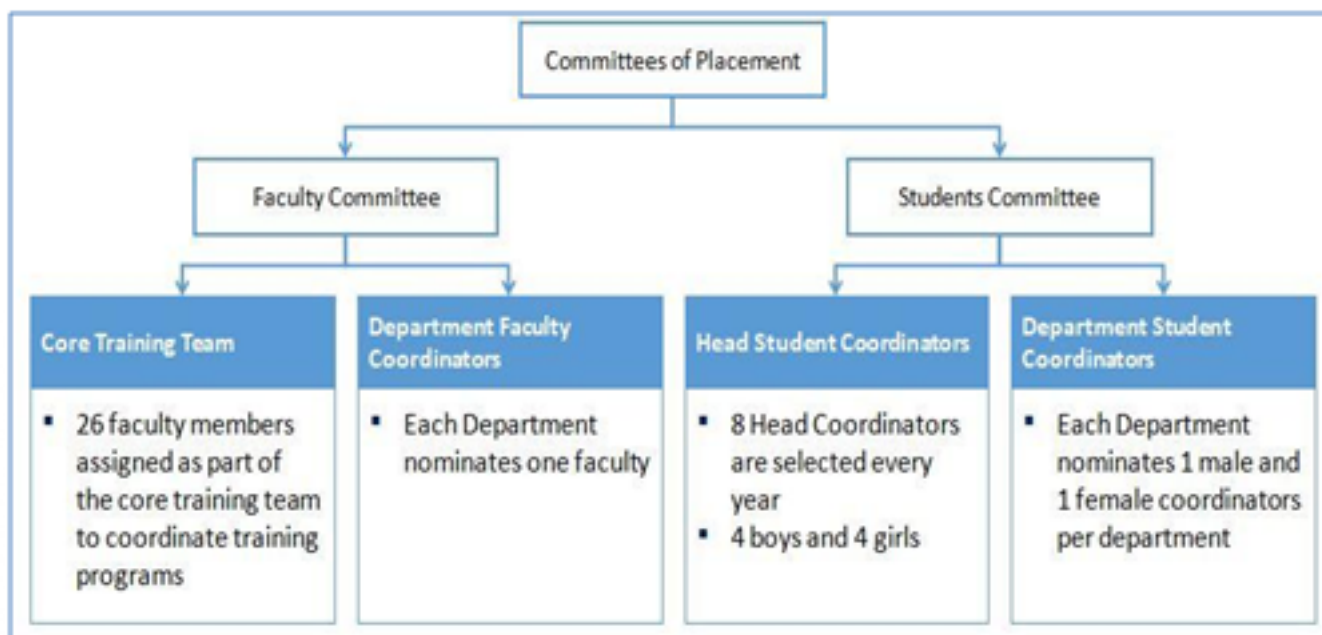 Committees of Placement
Faculty Committee
Students Committee
Core Training Team
▪ 26 faculty members
assigned as part of
the core training team
to coordinate training
programs
Department Faculty
Coordinators
▪ Each Department
nominates one faculty
Head Student Coordinators
▪ 8 Head Coordinators
are selected every
year
▪ 4 boys and 4 girls
Department Student
Coordinators
▪ Each Department
nominates 1 male and
1 female coordinators
per department